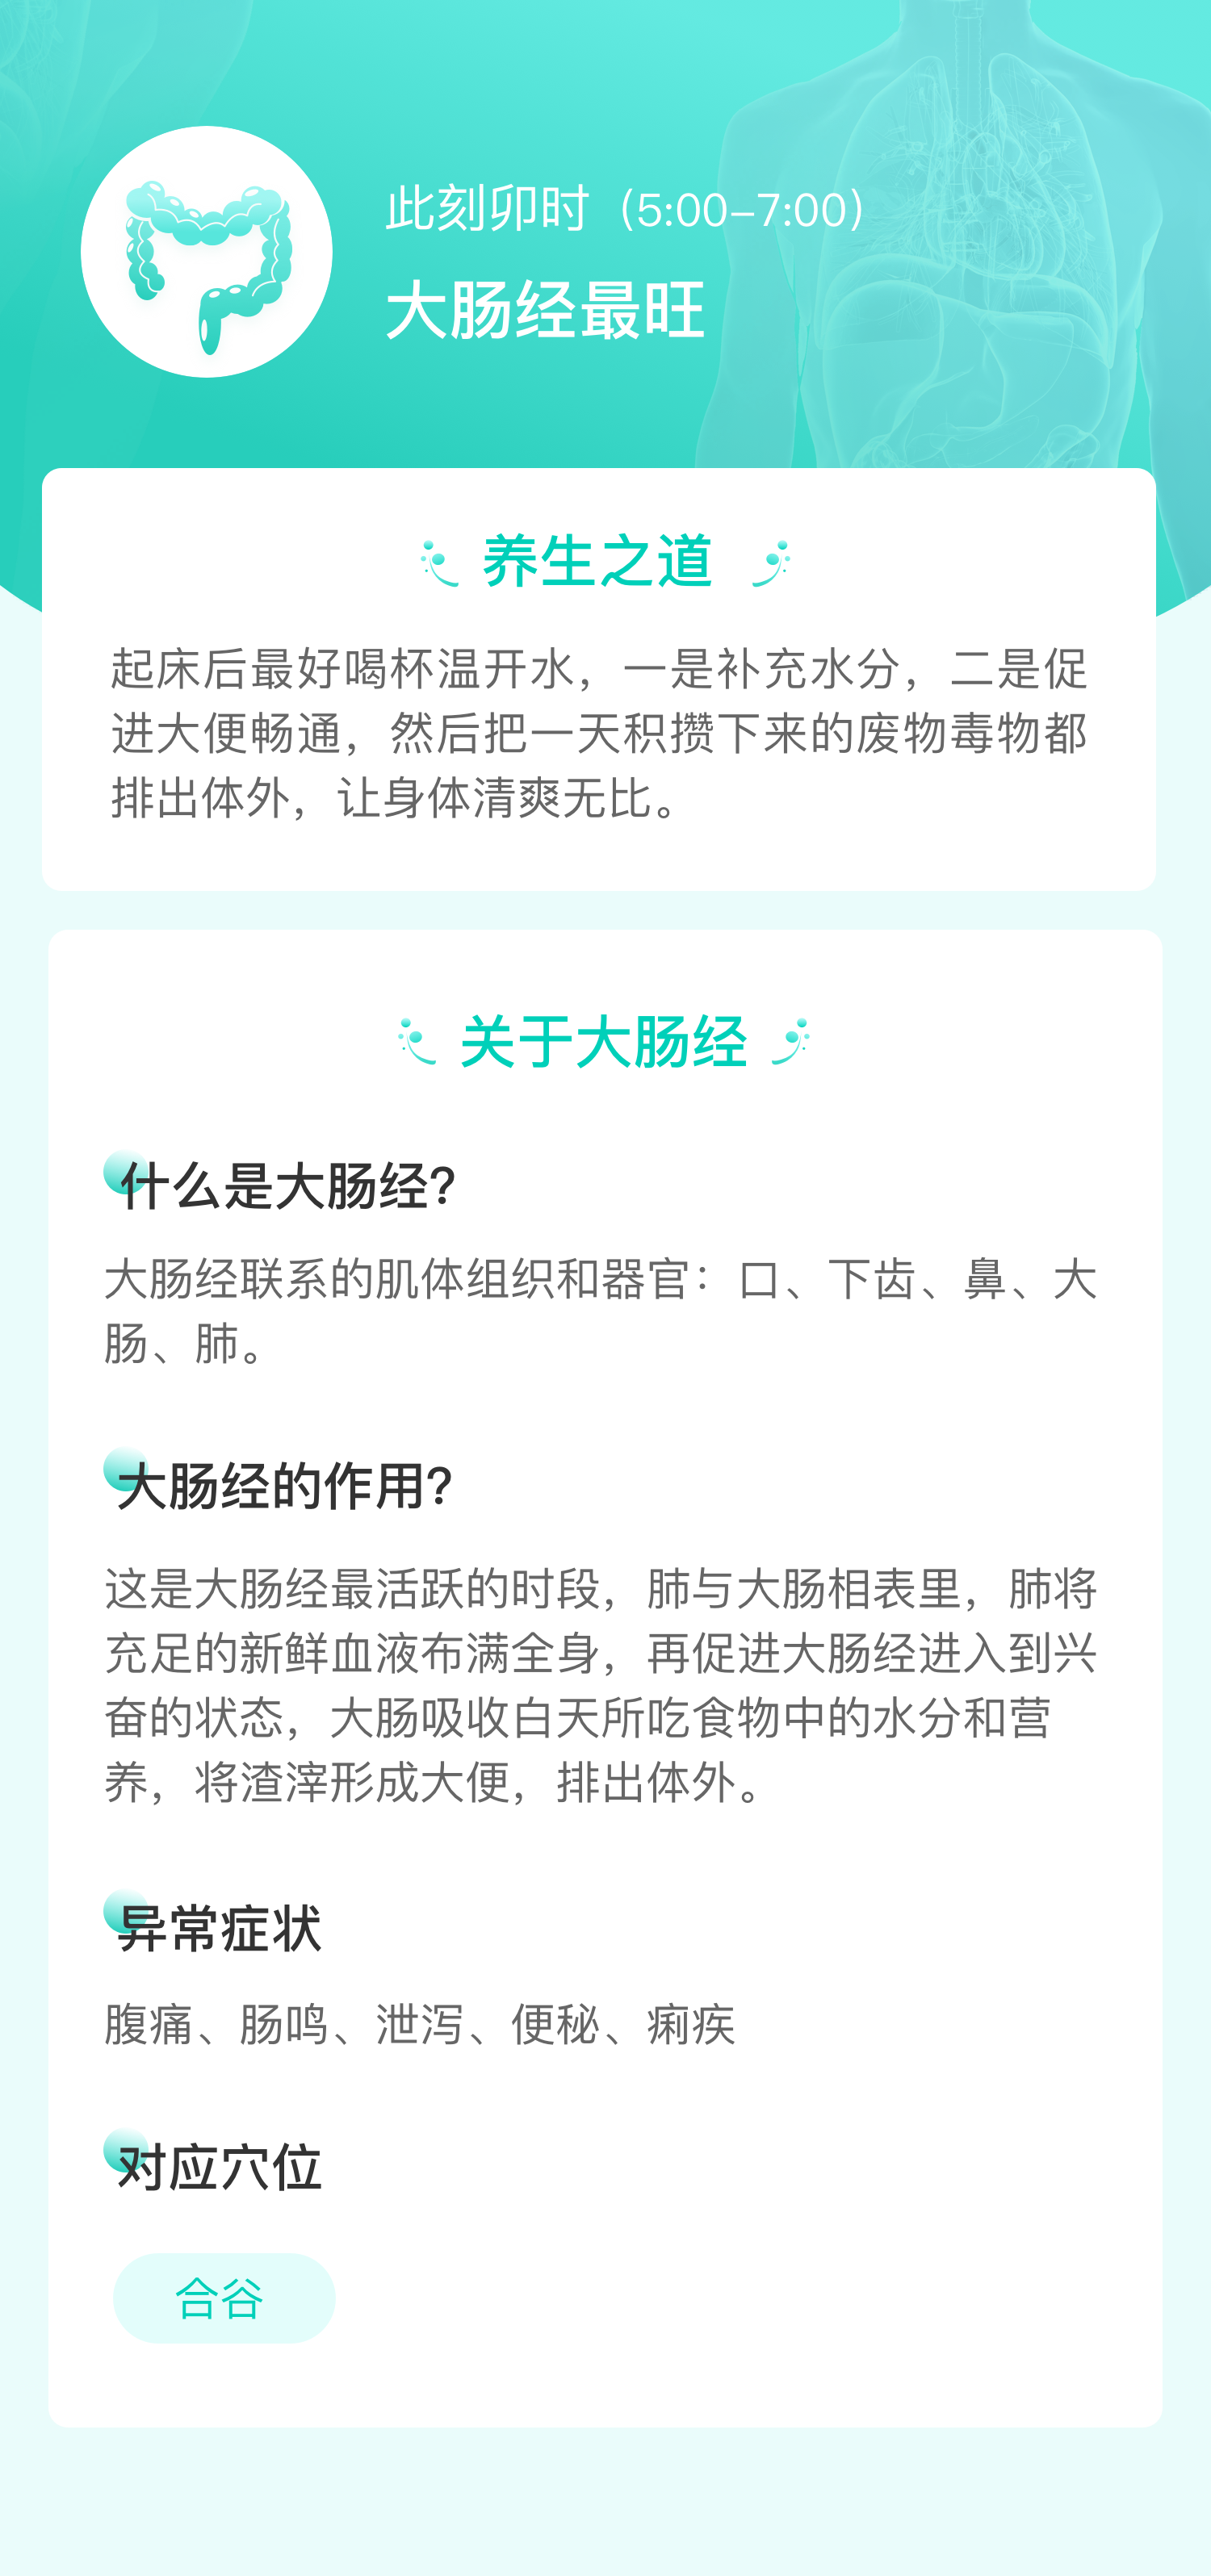 此刻卯时（5:00–7:00）
大肠经最旺
养生之道
起床后最好喝杯温开水，一是补充水分，二是促
进大便畅通，然后把一天积攒下来的废物毒物都
排出体外，让身体清爽无比。
关于大肠经
什么是大肠经?
大肠经联系的肌体组织和器官：口、下齿、鼻、大
肠、肺。
大肠经的作用?
这是大肠经最活跃的时段，肺与大肠相表里，肺将
充足的新鲜血液布满全身，再促进大肠经进入到兴
奋的状态，大肠吸收白天所吃食物中的水分和营
养，将渣滓形成大便，排出体外。
异常症状
腹痛、肠鸣、泄泻、便秘、痢疾
对应穴位
合谷